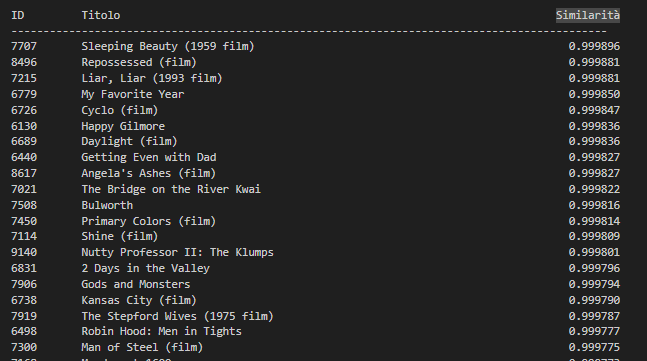 ID Titolo Similarità
---------------------------------------------------------------------------------------
7707 Sleeping Beauty (1959 film) 0.999896
8496 Repossessed (film) 0.999881
7215 Liar, Liar (1993 film) 0.999881
6779 My Favorite Year 0.999850
6726 Cyclo (film) 0.999847
6130 Happy Gilmore 0.999836
6689 Daylight (film) 0.999836
6440 Getting Even with Dad 0.999827
8617 Angela's Ashes (film) 0.999827
7021 The Bridge on the River Kwai 0.999822
7508 Bulworth 0.999816
7450 Primary Colors (film) 0.999814
7114 Shine (film) 0.999809
9140 Nutty Professor II: The Klumps 0.999801
6831 2 Days in the Valley 0.999796
7906 Gods and Monsters 0.999794
6738 Kansas City (film) 0.999790
7919 The Stepford Wives (1975 film) 0.999787
6498 Robin Hood: Men in Tights 0.999777
7300 Man of Steel (film) 0.999775